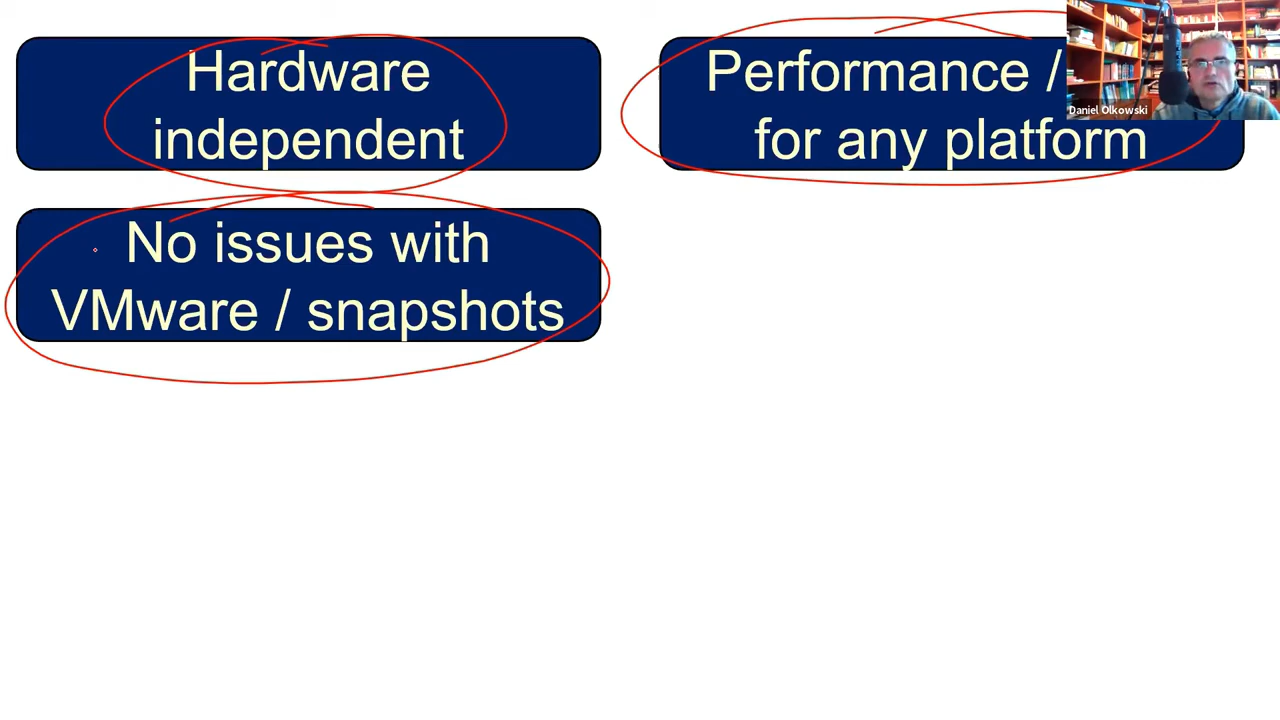 Hardware
independent
Performance /
for any platform
Daniel Olkowski
No issues with
VMware / snapshots